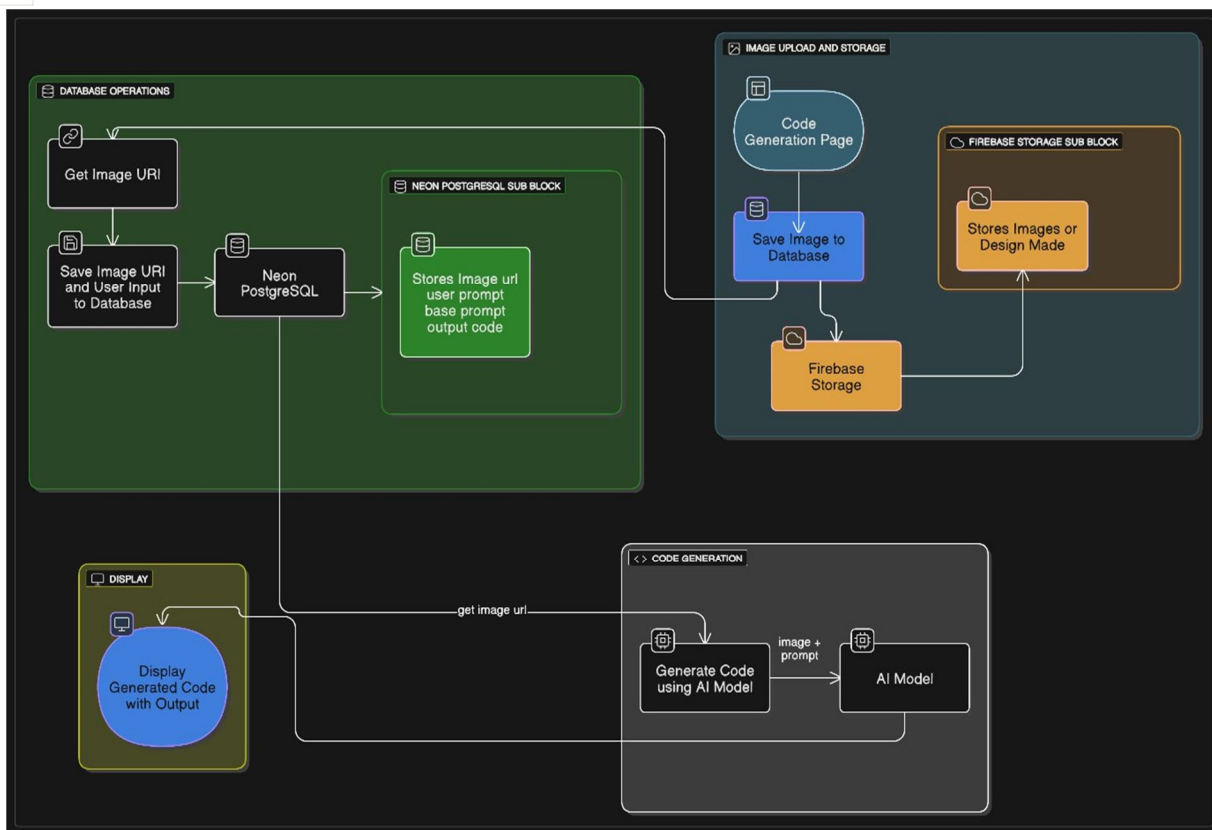 IMAGE UPLOAD AND STORAGE
DATABASE OPERATIONS
Code
Generation Page
FIREBASE STORAGE SUB BLOCK
Get Image URI
NEON POSTGRESQL SUB BLOCK
Stores Images or
Design Made
Save Image to
Database
Save Image URI
and User Input
to Database
Neon
PostgreSQL
Stores Image url
user prompt
base prompt
output code
Firebase
Storage
CODE GENERATION
DISPLAY
get image url
image +
prompt
Display
Generated Code
with Output
Generate Code
using AI Model
AI Model